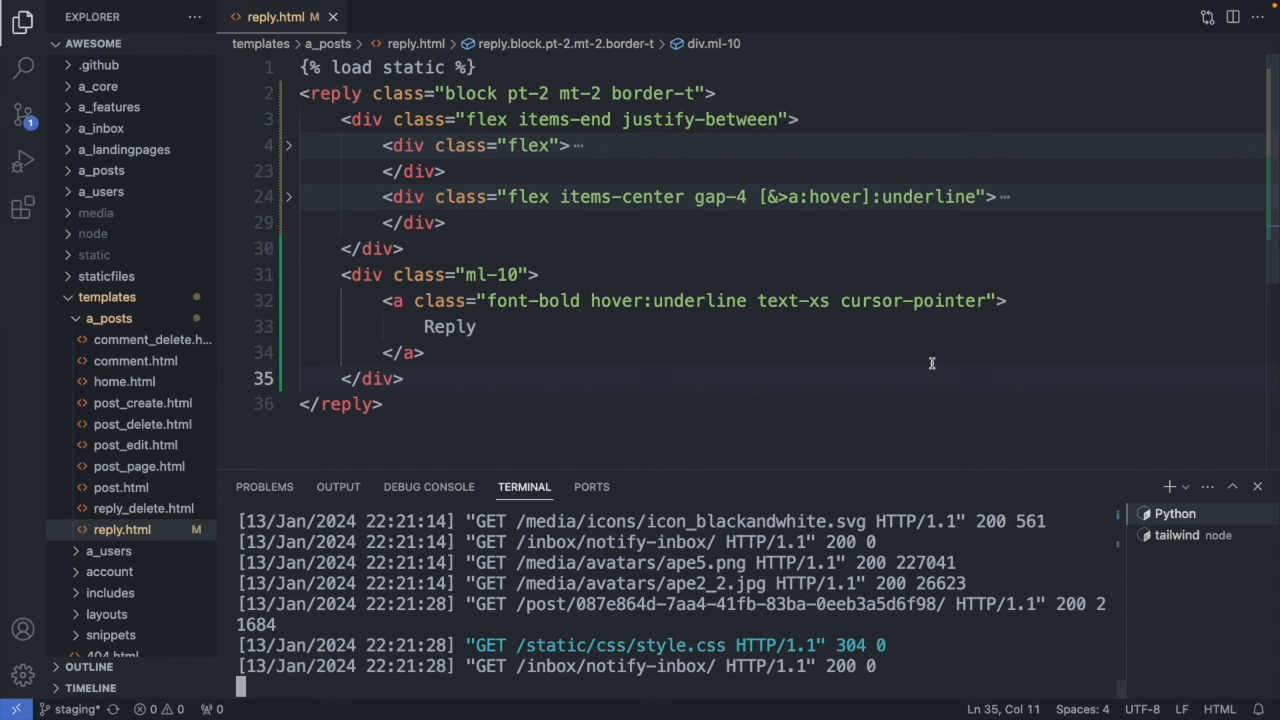 EXPLORER
AWESOME
.github
a_core
a_features
a_inbox
a_landingpages
a_posts
a_users
media
node
static
staticfiles
templates
a_posts
comment_delete.h...
comment.html
home.html
post_create.html
post_delete.html
post_edit.html
post_page.html
post.html
reply_delete.html
reply.html M
a_users
account
includes
layouts
snippets
404.html
OUTLINE
TIMELINE
1
reply.html M
templates > a_posts > reply.html > reply.block.pt-2.mt-2.border-t > div.ml-10
1 {% load static %}
2 <reply class="block pt-2 mt-2 border-t">
3 <div class="flex items-end justify-between">
4 <div class="flex"> ⋯
23 </div>
24 <div class="flex items-center gap-4 [&>a:hover]:underline"> ⋯
29 </div>
30 </div>
31 <div class="ml-10">
32 <a class="font-bold hover:underline text-xs cursor-pointer">
33 Reply
34 </a>
35 </div>
36 </reply>
PROBLEMS OUTPUT DEBUG CONSOLE TERMINAL PORTS
[13/Jan/2024 22:21:14] "GET /media/icons/icon_blackandwhite.svg HTTP/1.1" 200 561
[13/Jan/2024 22:21:14] "GET /inbox/notify-inbox/ HTTP/1.1" 200 0
[13/Jan/2024 22:21:14] "GET /media/avatars/ape5.png HTTP/1.1" 200 227041
[13/Jan/2024 22:21:14] "GET /media/avatars/ape2_2.jpg HTTP/1.1" 200 26623
[13/Jan/2024 22:21:28] "GET /post/087e864d-7aa4-41fb-83ba-0eeb3a5d6f98/ HTTP/1.1" 200 2
1684
[13/Jan/2024 22:21:28] "GET /static/css/style.css HTTP/1.1" 304 0
[13/Jan/2024 22:21:28] "GET /inbox/notify-inbox/ HTTP/1.1" 200 0
Python
tailwind node
staging* 0 0 0 Ln 35, Col 11 Spaces: 4 UTF-8 LF HTML